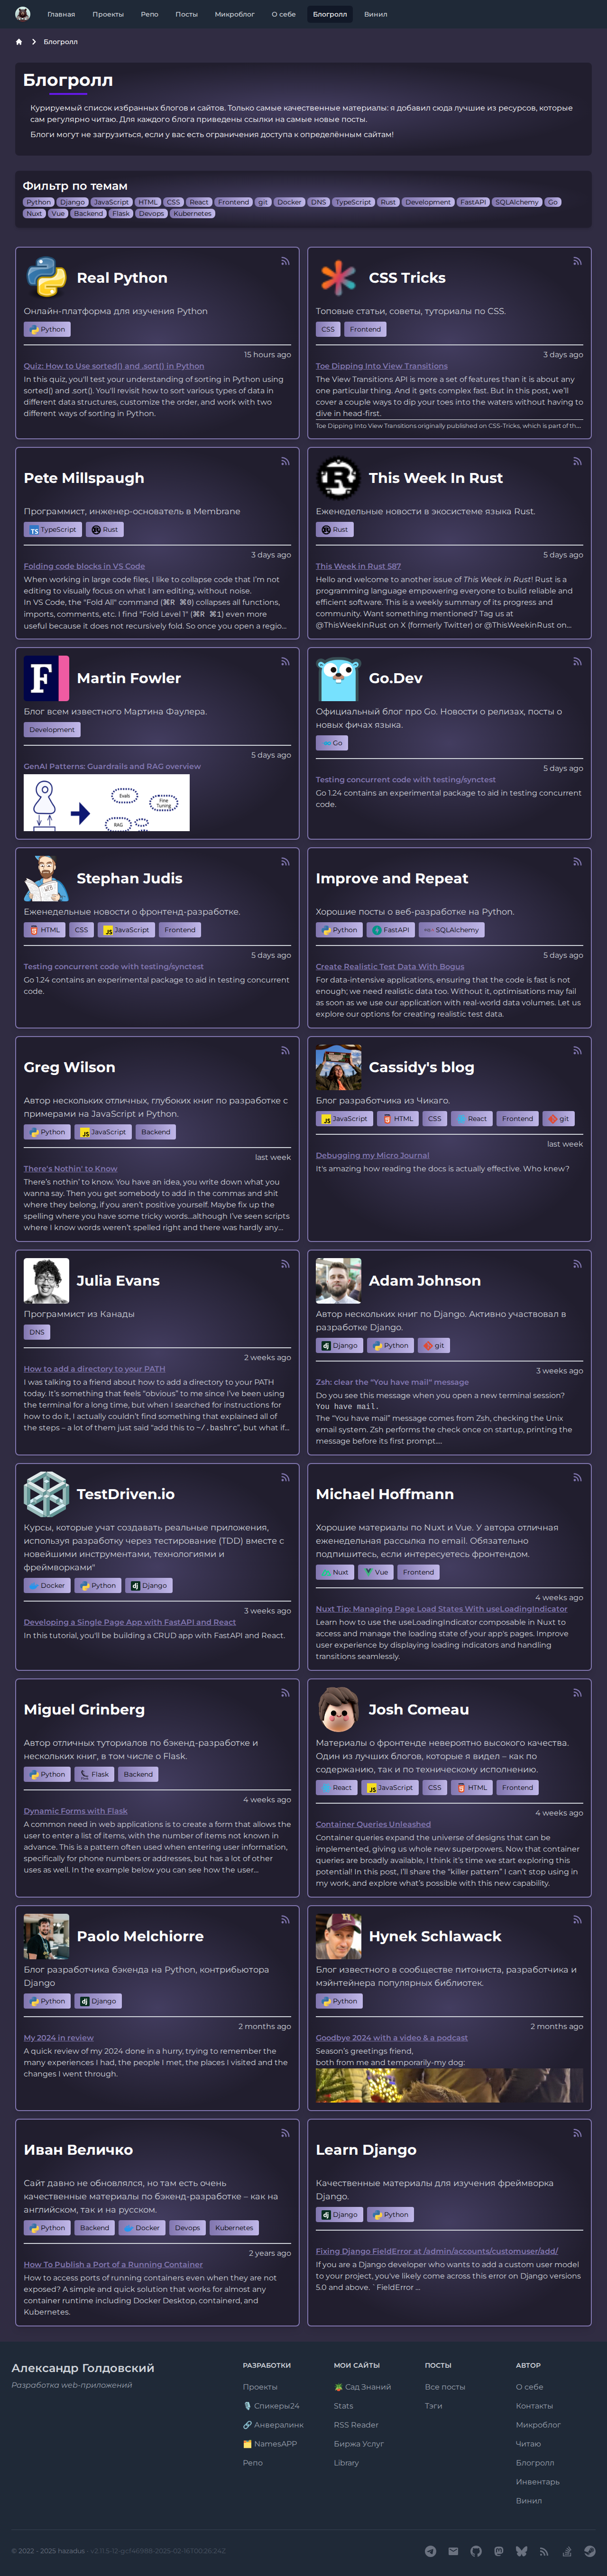 Главная Проекты Репо Посты Микроблог О себе Блогролл Винил
Блогролл
Блогролл
Курируемый список избранных блогов и сайтов. Только самые качественные материалы: я добавил сюда лучшие из ресурсов, которые
сам регулярно читаю. Для каждого блога приведены ссылки на самые новые посты.
Блоги могут не загрузиться, если у вас есть ограничения доступа к определённым сайтам!
Фильтр по темам
Python Django JavaScript HTML CSS React Frontend git Docker DNS TypeScript Rust Development FastAPI SQLAlchemy Go
Nuxt Vue Backend Flask Devops Kubernetes
Real Python
Онлайн-платформа для изучения Python
Python
15 hours ago
Quiz: How to Use sorted() and .sort() in Python
In this quiz, you'll test your understanding of sorting in Python using
sorted() and .sort(). You'll revisit how to sort various types of data in
different data structures, customize the order, and work with two
different ways of sorting in Python.
CSS Tricks
Топовые статьи, советы, туториалы по CSS.
CSS Frontend
3 days ago
Toe Dipping Into View Transitions
The View Transitions API is more a set of features than it is about any
one particular thing. And it gets complex fast. But in this post, we'll
cover a couple ways to dip your toes into the waters without having to
dive in head-first.
Toe Dipping Into View Transitions originally published on CSS-Tricks, which is part of th...
Pete Millspaugh
Программист, инженер-основатель в Membrane
TypeScript Rust
3 days ago
Folding code blocks in VS Code
When working in large code files, I like to collapse code that I'm not
editing to visually focus on what I am editing, without noise.
In VS Code, the "Fold All" command (⌘R ⌘0) collapses all functions,
imports, comments, etc. I find "Fold Level 1" (⌘R ⌘1) even more
useful because it does not recursively fold. So once you open a regio...
This Week In Rust
Еженедельные новости в экосистеме языка Rust.
Rust
5 days ago
This Week in Rust 587
Hello and welcome to another issue of This Week in Rust! Rust is a
programming language empowering everyone to build reliable and
efficient software. This is a weekly summary of its progress and
community. Want something mentioned? Tag us at
@ThisWeekInRust on X (formerly Twitter) or @ThisWeekinRust on...
F
Martin Fowler
Блог всем известного Мартина Фаулера.
Development
5 days ago
GenAI Patterns: Guardrails and RAG overview
Evals
Fine
Tuning
RAG
Go.Dev
Официальный блог про Go. Новости о релизах, посты о
новых фичах языка.
Go
5 days ago
Testing concurrent code with testing/synctest
Go 1.24 contains an experimental package to aid in testing concurrent
code.
Stephan Judis
Еженедельные новости о фронтенд-разработке.
HTML CSS JavaScript Frontend
5 days ago
Testing concurrent code with testing/synctest
Go 1.24 contains an experimental package to aid in testing concurrent
code.
Improve and Repeat
Хорошие посты о веб-разработке на Python.
Python FastAPI SQLAlchemy
5 days ago
Create Realistic Test Data With Bogus
For data-intensive applications, ensuring that the code is fast is not
enough; we need realistic data too. Without it, optimisations may fail
as soon as we use our application with real-world data volumes. Let us
explore our options for creating realistic test data.
Greg Wilson
Автор нескольких отличных, глубоких книг по разработке с
примерами на JavaScript и Python.
Python JavaScript Backend
last week
There's Nothin' to Know
There's nothin' to know. You have an idea, you write down what you
wanna say. Then you get somebody to add in the commas and shit
where they belong, if you aren't positive yourself. Maybe fix up the
spelling where you have some tricky words…although I've seen scripts
where I know words weren't spelled right and there was hardly any...
Cassidy's blog
Блог разработчика из Чикаго.
JavaScript HTML CSS React Frontend git
last week
Debugging my Micro Journal
It's amazing how reading the docs is actually effective. Who knew?
Julia Evans
Программист из Канады
DNS
2 weeks ago
How to add a directory to your PATH
I was talking to a friend about how to add a directory to your PATH
today. It's something that feels "obvious" to me since I've been using
the terminal for a long time, but when I searched for instructions for
how to do it, I actually couldn't find something that explained all of
the steps – a lot of them just said "add this to ~/.bashrc", but what if...
Adam Johnson
Автор нескольких книг по Django. Активно участвовал в
разработке Django.
Django Python git
3 weeks ago
Zsh: clear the "You have mail" message
Do you see this message when you open a new terminal session?
You have mail.
The "You have mail" message comes from Zsh, checking the Unix
email system. Zsh performs the check once on startup, printing the
message before its first prompt....
TestDriven.io
Курсы, которые учат создавать реальные приложения,
используя разработку через тестирование (TDD) вместе с
новейшими инструментами, технологиями и
фреймворками"
Docker Python Django
3 weeks ago
Developing a Single Page App with FastAPI and React
In this tutorial, you'll be building a CRUD app with FastAPI and React.
Michael Hoffmann
Хорошие материалы по Nuxt и Vue. У автора отличная
еженедельная рассылка по email. Обязательно
подпишитесь, если интересуетесь фронтендом.
Nuxt Vue Frontend
4 weeks ago
Nuxt Tip: Managing Page Load States With useLoadingIndicator
Learn how to use the useLoadingIndicator composable in Nuxt to
access and manage the loading state of your app's pages. Improve
user experience by displaying loading indicators and handling
transitions seamlessly.
Miguel Grinberg
Автор отличных туториалов по бэкенд-разработке и
нескольких книг, в том числе о Flask.
Python Flask Backend
4 weeks ago
Dynamic Forms with Flask
A common need in web applications is to create a form that allows the
user to enter a list of items, with the number of items not known in
advance. This is a pattern often used when entering user information,
specifically for phone numbers or addresses, but has a lot of other
uses as well. In the example below you can see how the user...
Josh Comeau
Материалы о фронтенде невероятно высокого качества.
Один из лучших блогов, которые я видел – как по
содержанию, так и по техническому исполнению.
React JavaScript CSS HTML Frontend
4 weeks ago
Container Queries Unleashed
Container queries expand the universe of designs that can be
implemented, giving us whole new superpowers. Now that container
queries are broadly available, I think it's time we start exploring this
potential! In this post, I'll share the "killer pattern" I can't stop using in
my work, and explore what's possible with this new capability.
Paolo Melchiorre
Блог разработчика бэкенда на Python, контрибьютора
Django
Python Django
2 months ago
My 2024 in review
A quick review of my 2024 done in a hurry, trying to remember the
many experiences I had, the people I met, the places I visited and the
changes I went through.
Hynek Schlawack
Блог известного в сообществе питониста, разработчика и
мэйнтейнера популярных библиотек.
Python
2 months ago
Goodbye 2024 with a video & a podcast
Season's greetings friend,
both from me and temporarily-my dog:
Иван Величко
Сайт давно не обновлялся, но там есть очень
качественные материалы по бэкенд-разработке – как на
английском, так и на русском.
Python Backend Docker Devops Kubernetes
2 years ago
How To Publish a Port of a Running Container
How to access ports of running containers even when they are not
exposed? A simple and quick solution that works for almost any
container runtime including Docker Desktop, containerd, and
Kubernetes.
Learn Django
Качественные материалы для изучения фреймворка
Django.
Django Python
Fixing Django FieldError at /admin/accounts/customuser/add/
If you are a Django developer who wants to add a custom user model
to your project, you've likely come across this error on Django versions
5.0 and above. `FieldError ...
Александр Голдовский
Разработка web-приложений
РАЗРАБОТКИ
Проекты
🎙️ Спикеры24
🔗 Анвералинк
🗂️ NamesAPP
Репо
МОИ САЙТЫ
🪴 Сад Знаний
Stats
RSS Reader
Биржа Услуг
Library
ПОСТЫ
Все посты
Тэги
АВТОР
О себе
Контакты
Микроблог
Читаю
Блогролл
Инвентарь
Винил
© 2022 - 2025 hazadus